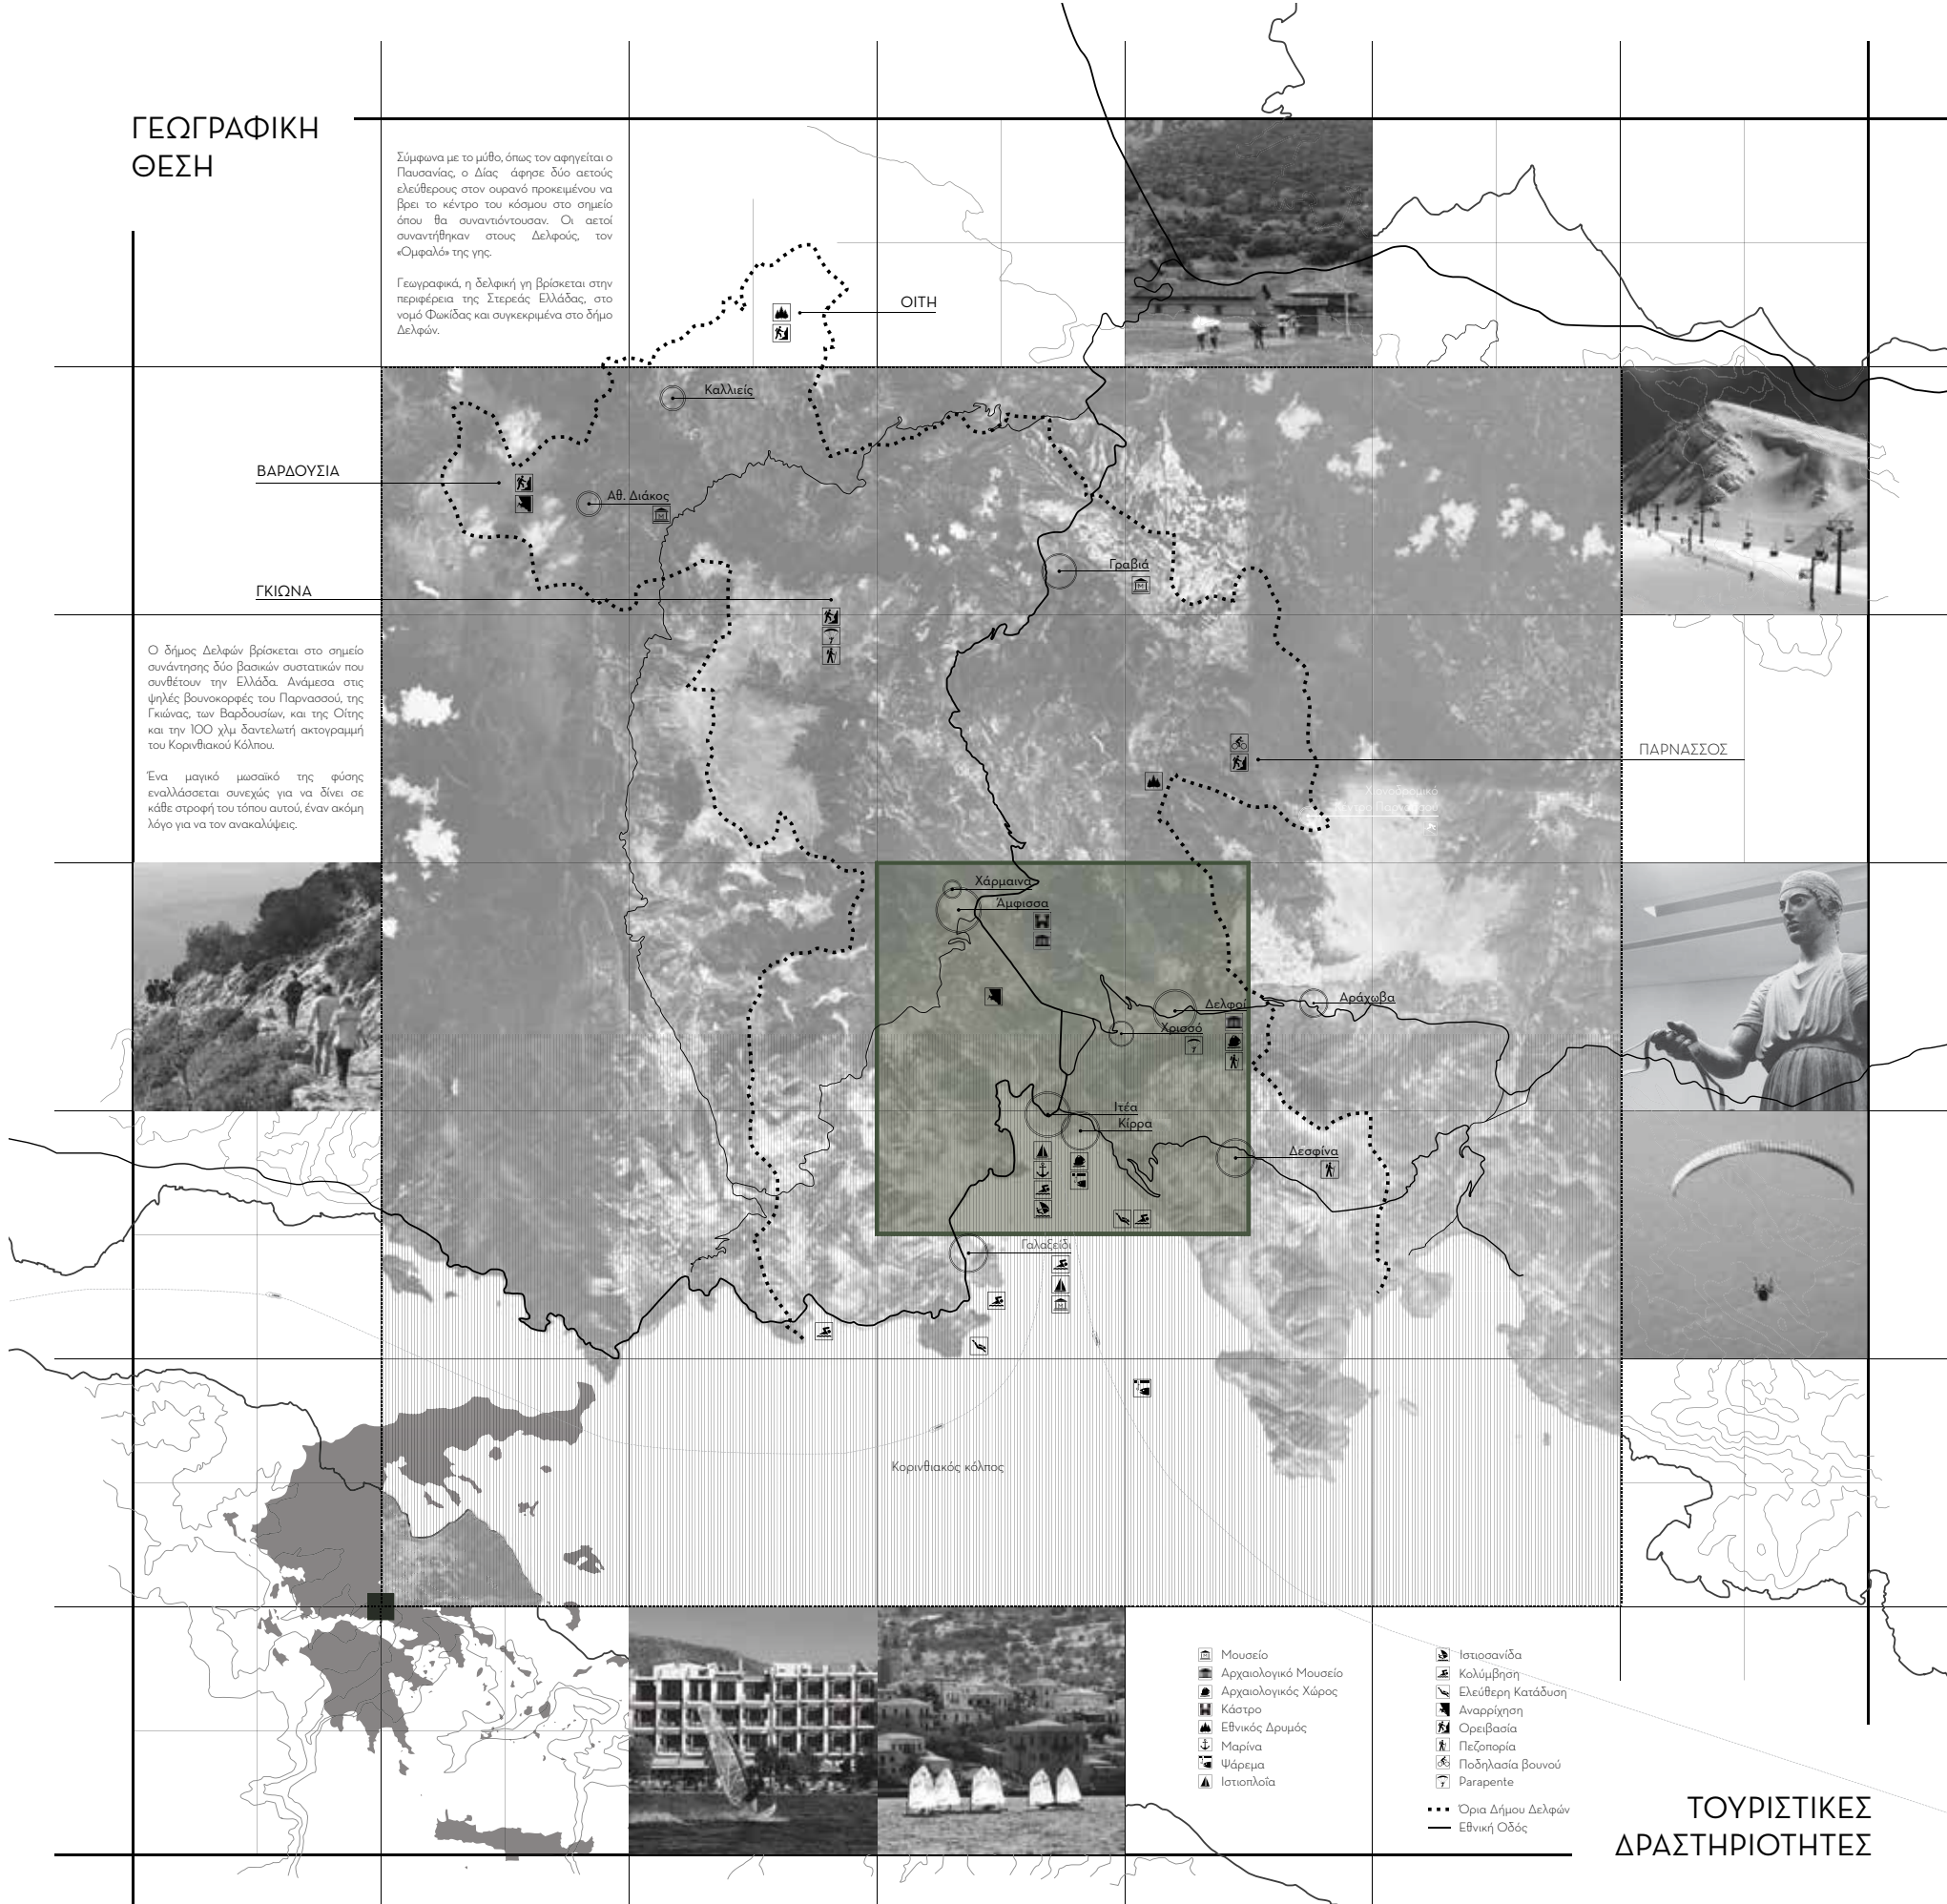 ΓΕΩΓΡΑΦΙΚΗ
ΘΕΣΗ
Σύμφωνα με το μύθο, όπως τον αφηγείται ο
Παυσανίας, ο Δίας άφησε δύο αετούς
ελεύθερους στον ουρανό προκειμένου να
βρει το κέντρο του κόσμου στο σημείο
όπου θα συναντιόντουσαν. Οι αετοί
συναντήθηκαν στους Δελφούς, τον
«Ομφαλό» της γης.
Γεωγραφικά, η δελφική γη βρίσκεται στην
περιφέρεια της Στερεάς Ελλάδας, στο
νομό Φωκίδας και συγκεκριμένα στο δήμο
Δελφών.
ΟΙΤΗ
Καλλιείς
ΒΑΡΔΟΥΣΙΑ
Αθ. Διάκος
Γραβιά
ΓΚΙΩΝΑ
Ο δήμος Δελφών βρίσκεται στο σημείο
συνάντησης δύο βασικών συστατικών που
συνθέτουν την Ελλάδα. Ανάμεσα στις
ψηλές βουνοκορφές του Παρνασσού, της
Γκιώνας, των Βαρδουσίων, και της Οίτης
και την 100 χλμ δαντελωτή ακτογραμμή
του Κορινθιακού Κόλπου.
Ένα μαγικό μωσαϊκό της φύσης
εναλλάσσεται συνεχώς για να δίνει σε
κάθε στροφή του τόπου αυτού, έναν ακόμη
λόγο για να τον ανακαλύψεις.
ΠΑΡΝΑΣΣΟΣ
Χιονοδρομικό
Χάρμαινα
Άμφισσα
Δελφοί
Αράχωβα
Χρισσό
Ιτέα
Κίρρα
Δεσφίνα
Γαλαξείδι
Κορινθιακός κόλπος
Μουσείο
Αρχαιολογικό Μουσείο
Αρχαιολογικός Χώρος
Κάστρο
Εθνικός Δρυμός
Μαρίνα
Ψάρεμα
Ιστιοπλοΐα
Ιστιοσανίδα
Κολύμβηση
Ελεύθερη Κατάδυση
Αναρρίχηση
Ορειβασία
Πεζοπορία
Ποδηλασία βουνού
Parapente
Όρια Δήμου Δελφών
Εθνική Οδός
ΤΟΥΡΙΣΤΙΚΕΣ
ΔΡΑΣΤΗΡΙΟΤΗΤΕΣ